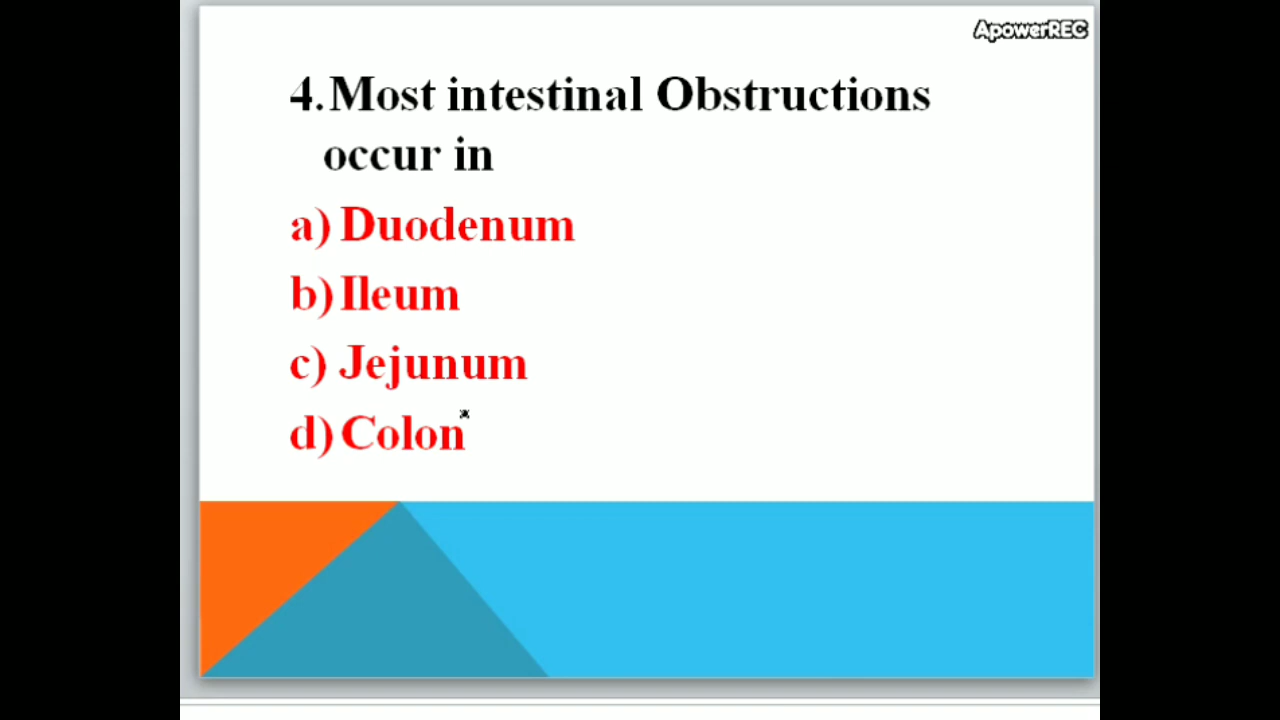 ApowerREC
4.Most intestinal Obstructions
occur in
a) Duodenum
b) Ileum
c) Jejunum
d) Colon